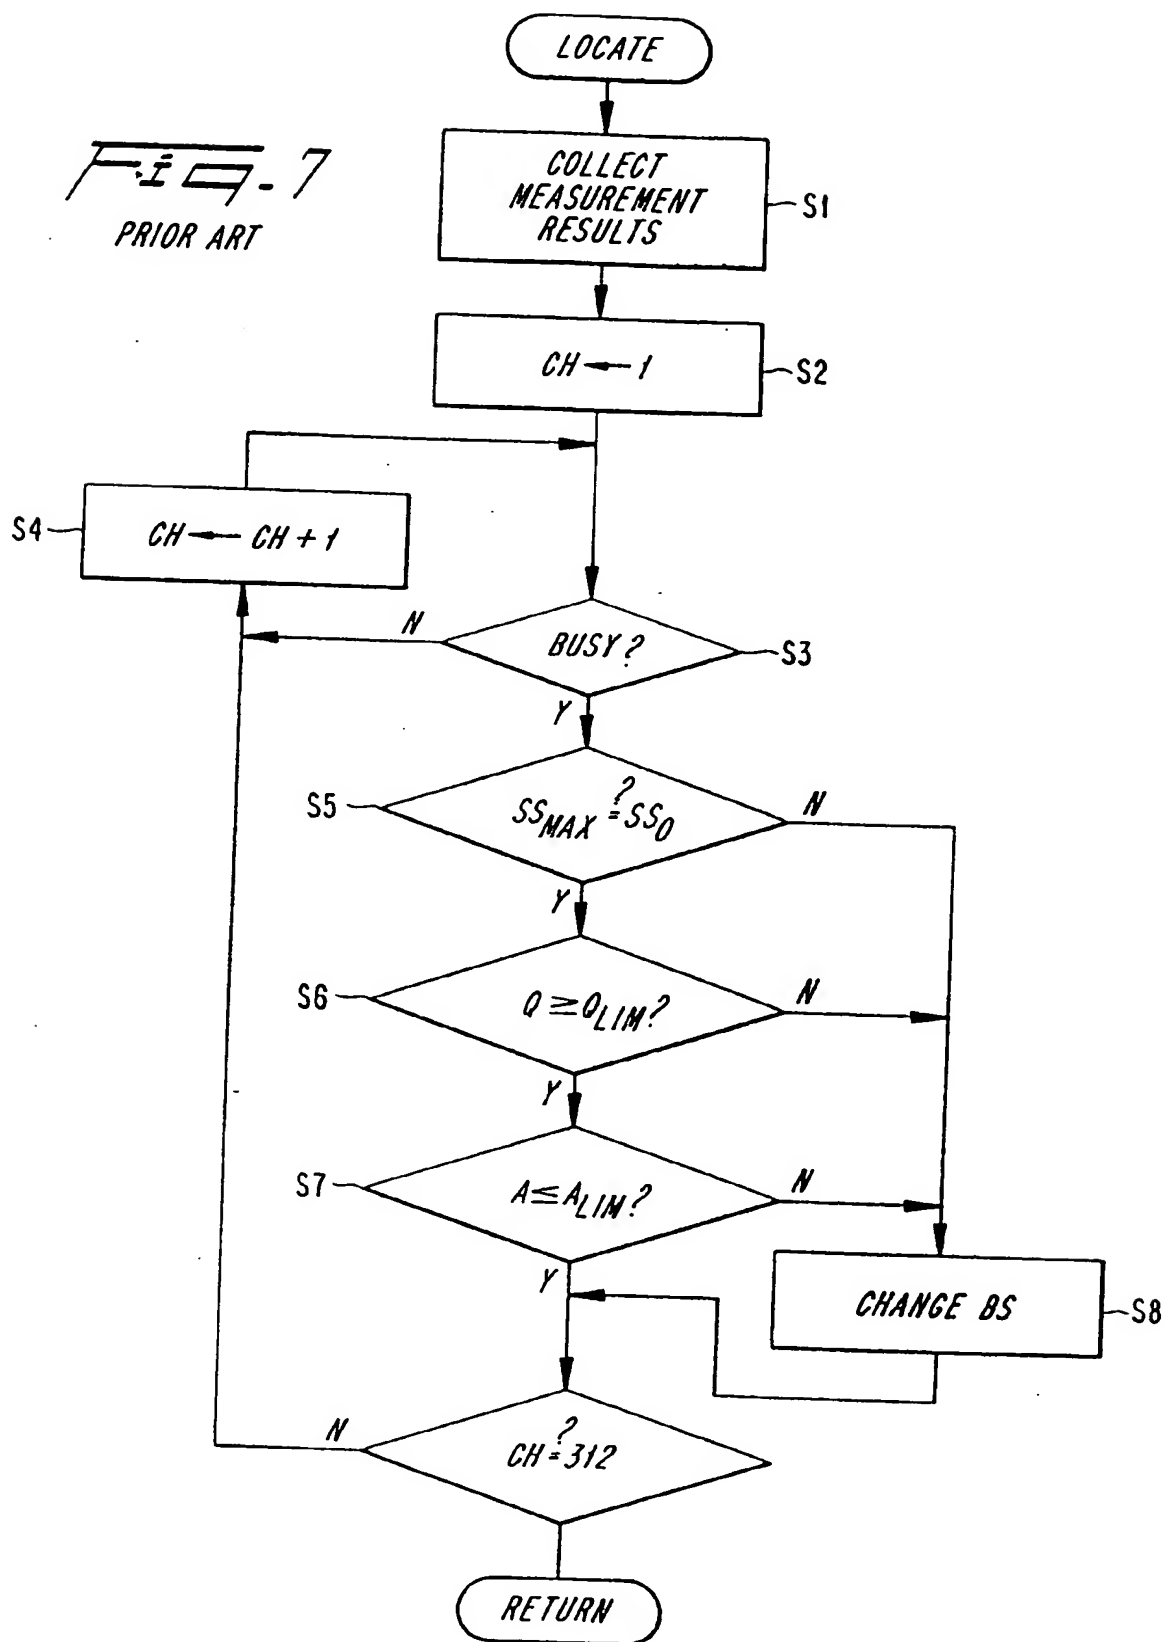 LOCATE
FIG. 7
PRIOR ART
COLLECT
MEASUREMENT
RESULTS
S1
CH ← 1
S2
S4
CH ← CH + 1
N
BUSY?
S3
Y
S5
SS_MAX ?= SS_0
N
Y
S6
Q ≥ Q_LIM?
N
Y
S7
A ≤ A_LIM?
N
Y
CHANGE BS
S8
N
CH ?= 312
RETURN